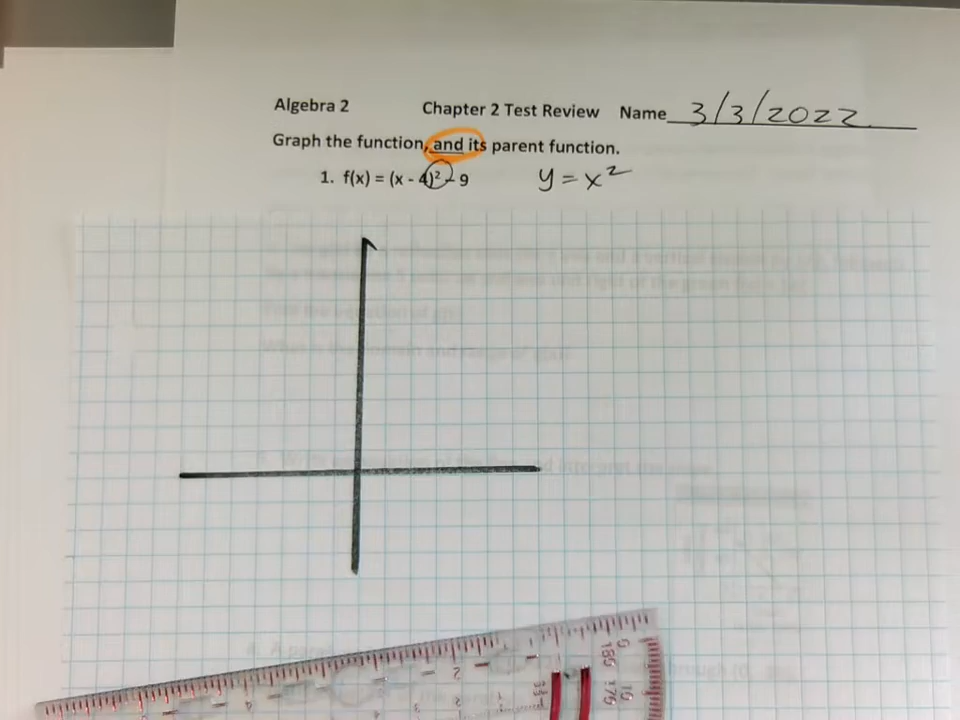 Algebra 2 Chapter 2 Test Review Name 3/3/2022
Graph the function, and its parent function.
1. f(x) = (x - 4)² - 9 y = x²